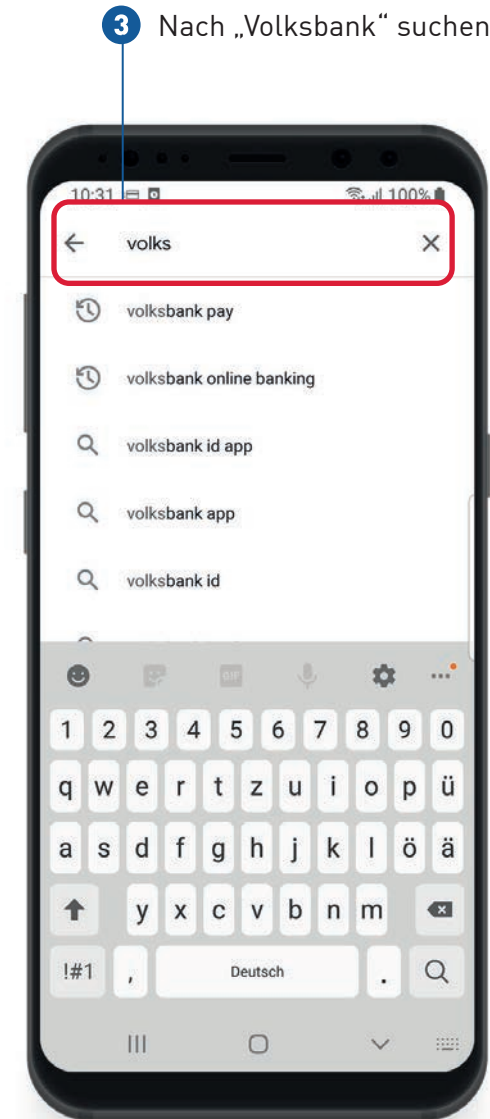 3 Nach „Volksbank“ suchen
10:31 100%
volks
volksbank pay
volksbank online banking
volksbank id app
volksbank app
volksbank id
GIF
1 2 3 4 5 6 7 8 9 0
q w e r t z u i o p ü
a s d f g h j k l ö ä
y x c v b n m
!#1 , Deutsch .